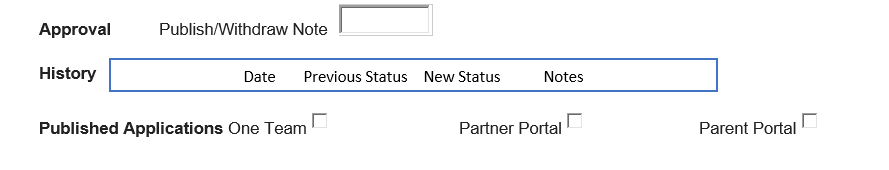 Approval Publish/Withdraw Note
History Date Previous Status New Status Notes
Published Applications One Team Partner Portal Parent Portal